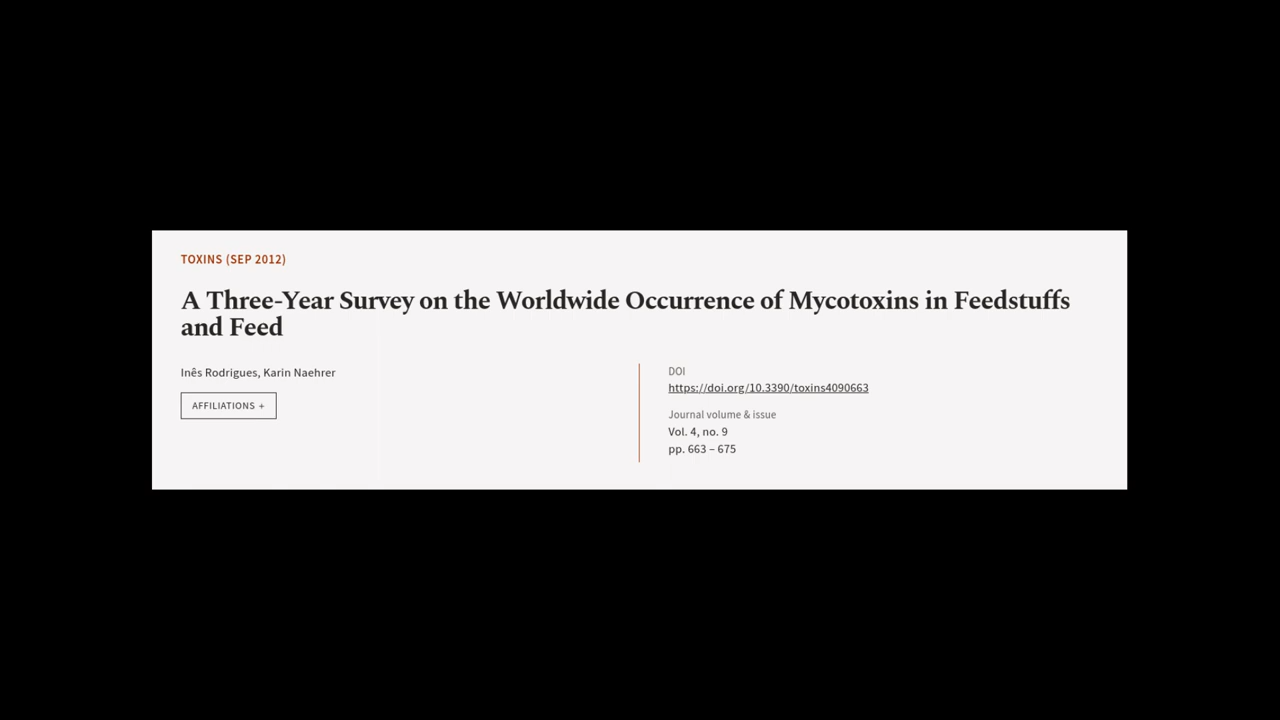 TOXINS (SEP 2012)
A Three-Year Survey on the Worldwide Occurrence of Mycotoxins in Feedstuffs
and Feed
Inês Rodrigues, Karin Naehrer
AFFILIATIONS +
DOI
https://doi.org/10.3390/toxins4090663
Journal volume & issue
Vol. 4, no. 9
pp. 663 – 675